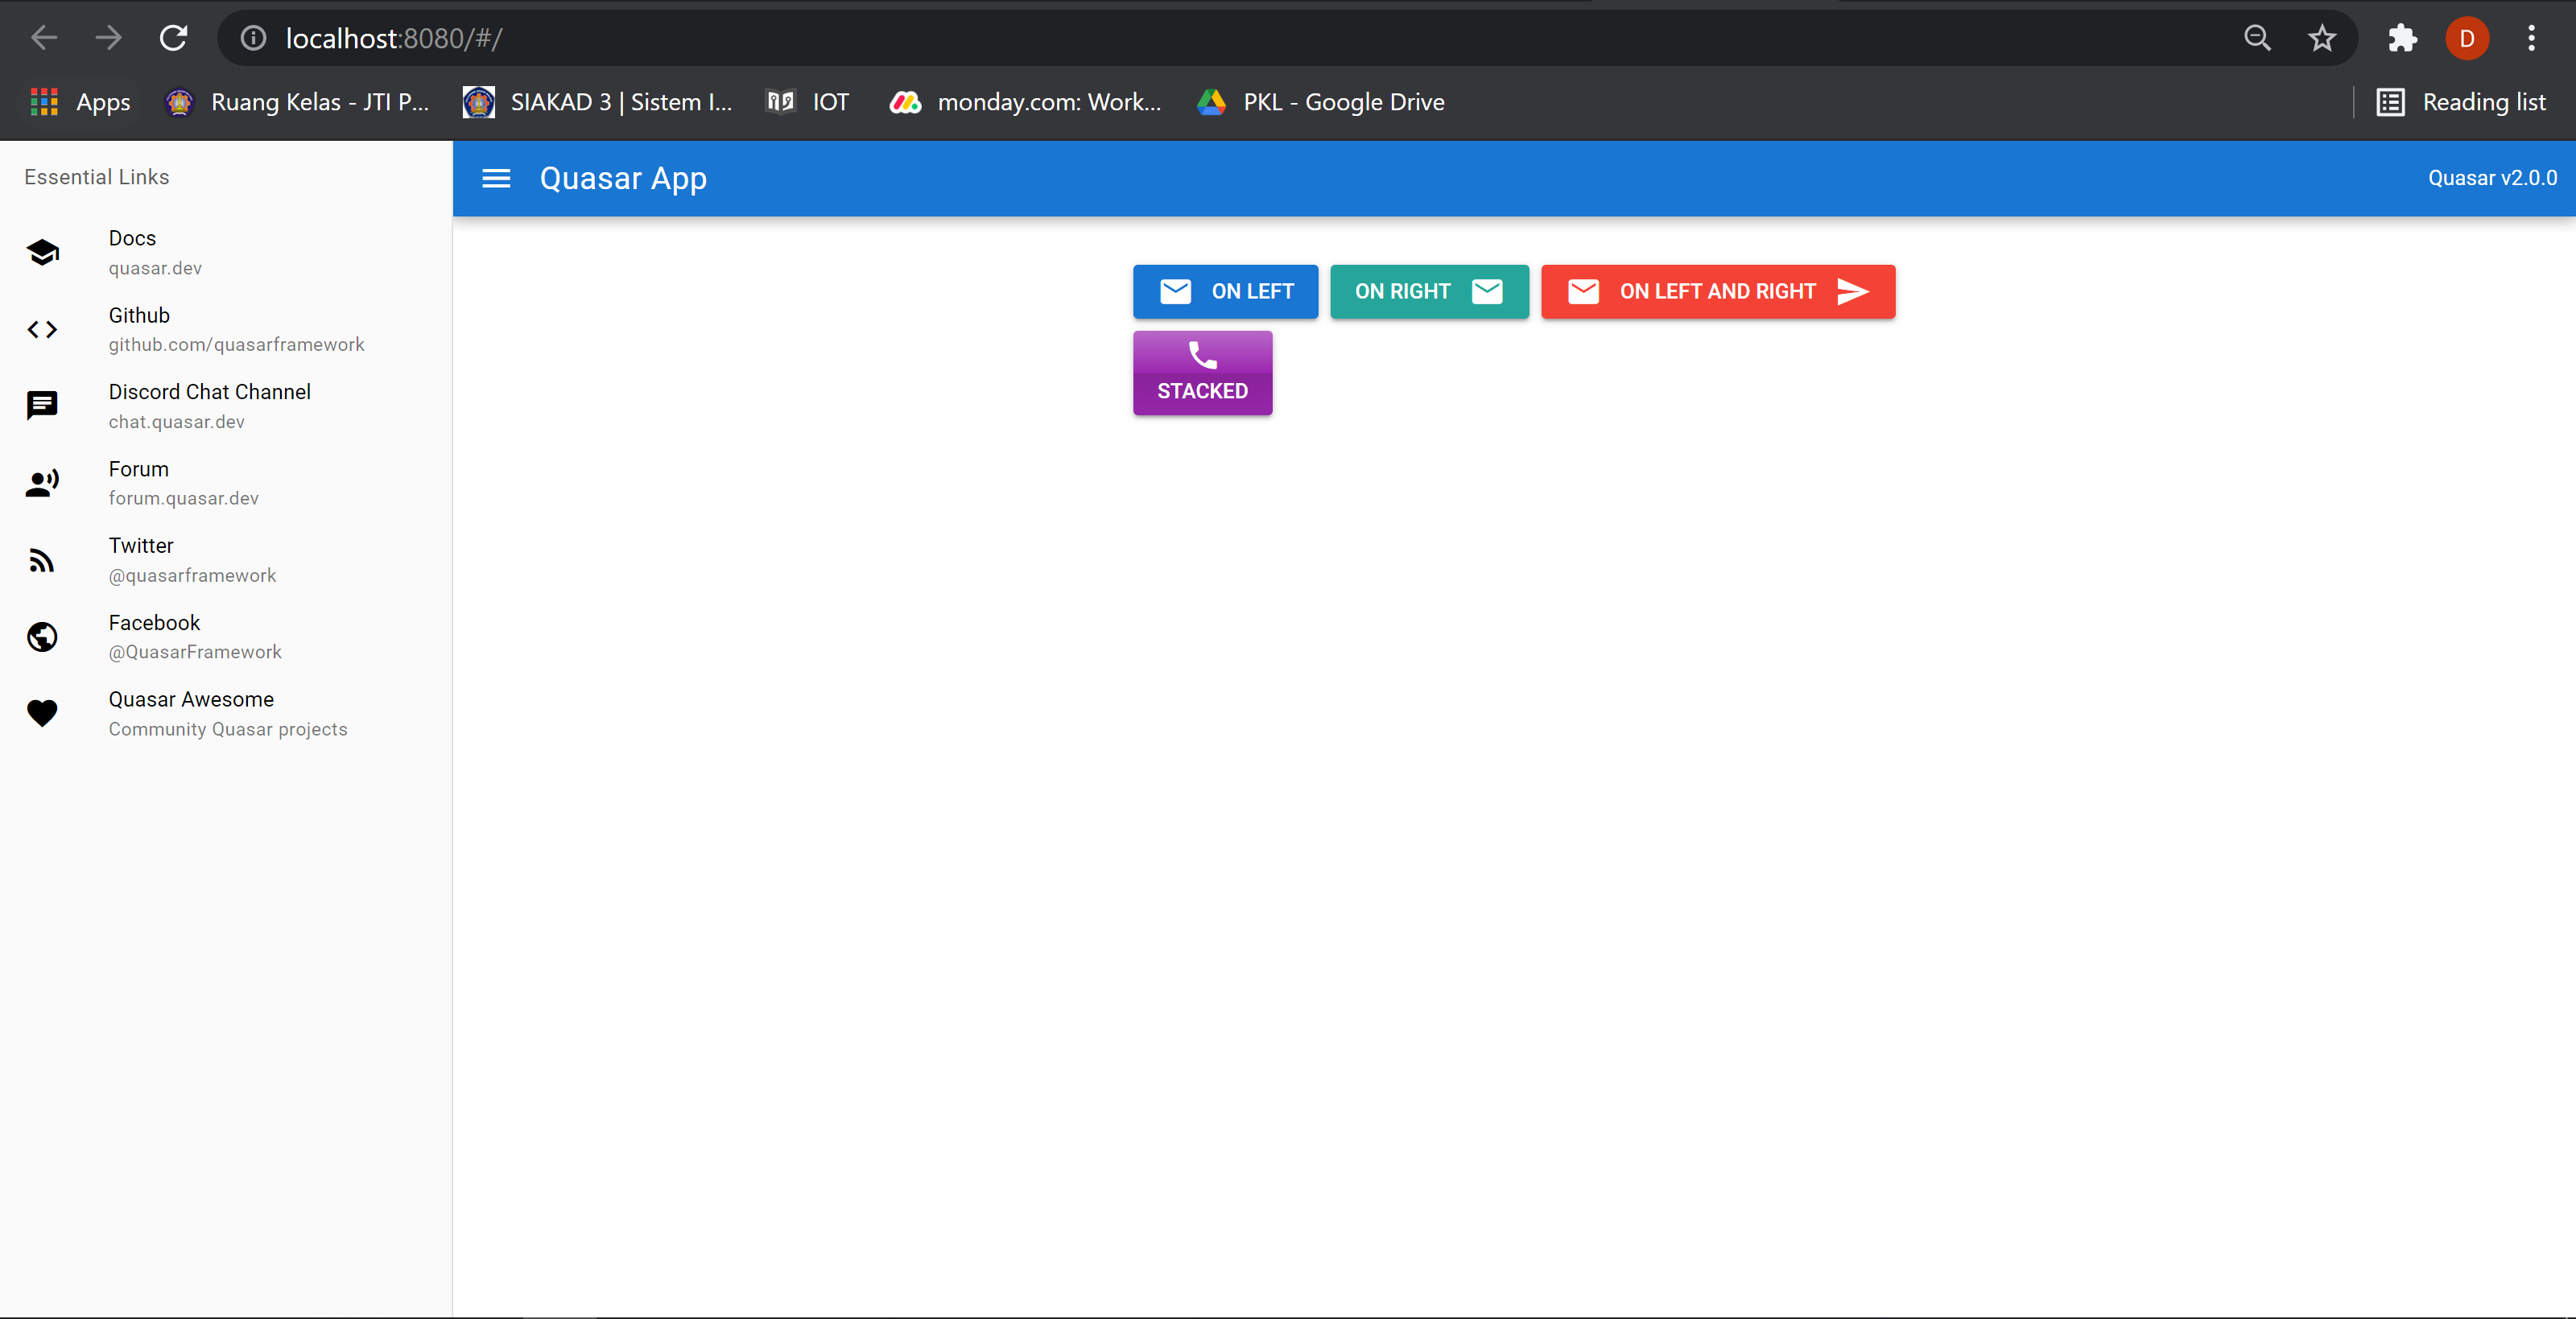 localhost:8080/#/
D
Apps
Ruang Kelas - JTI P...
SIAKAD 3 | Sistem I...
IOT
monday.com: Work...
PKL - Google Drive
Reading list
Essential Links
Docs
quasar.dev
Github
github.com/quasarframework
Discord Chat Channel
chat.quasar.dev
Forum
forum.quasar.dev
Twitter
@quasarframework
Facebook
@QuasarFramework
Quasar Awesome
Community Quasar projects
Quasar App
Quasar v2.0.0
ON LEFT
ON RIGHT
ON LEFT AND RIGHT
STACKED